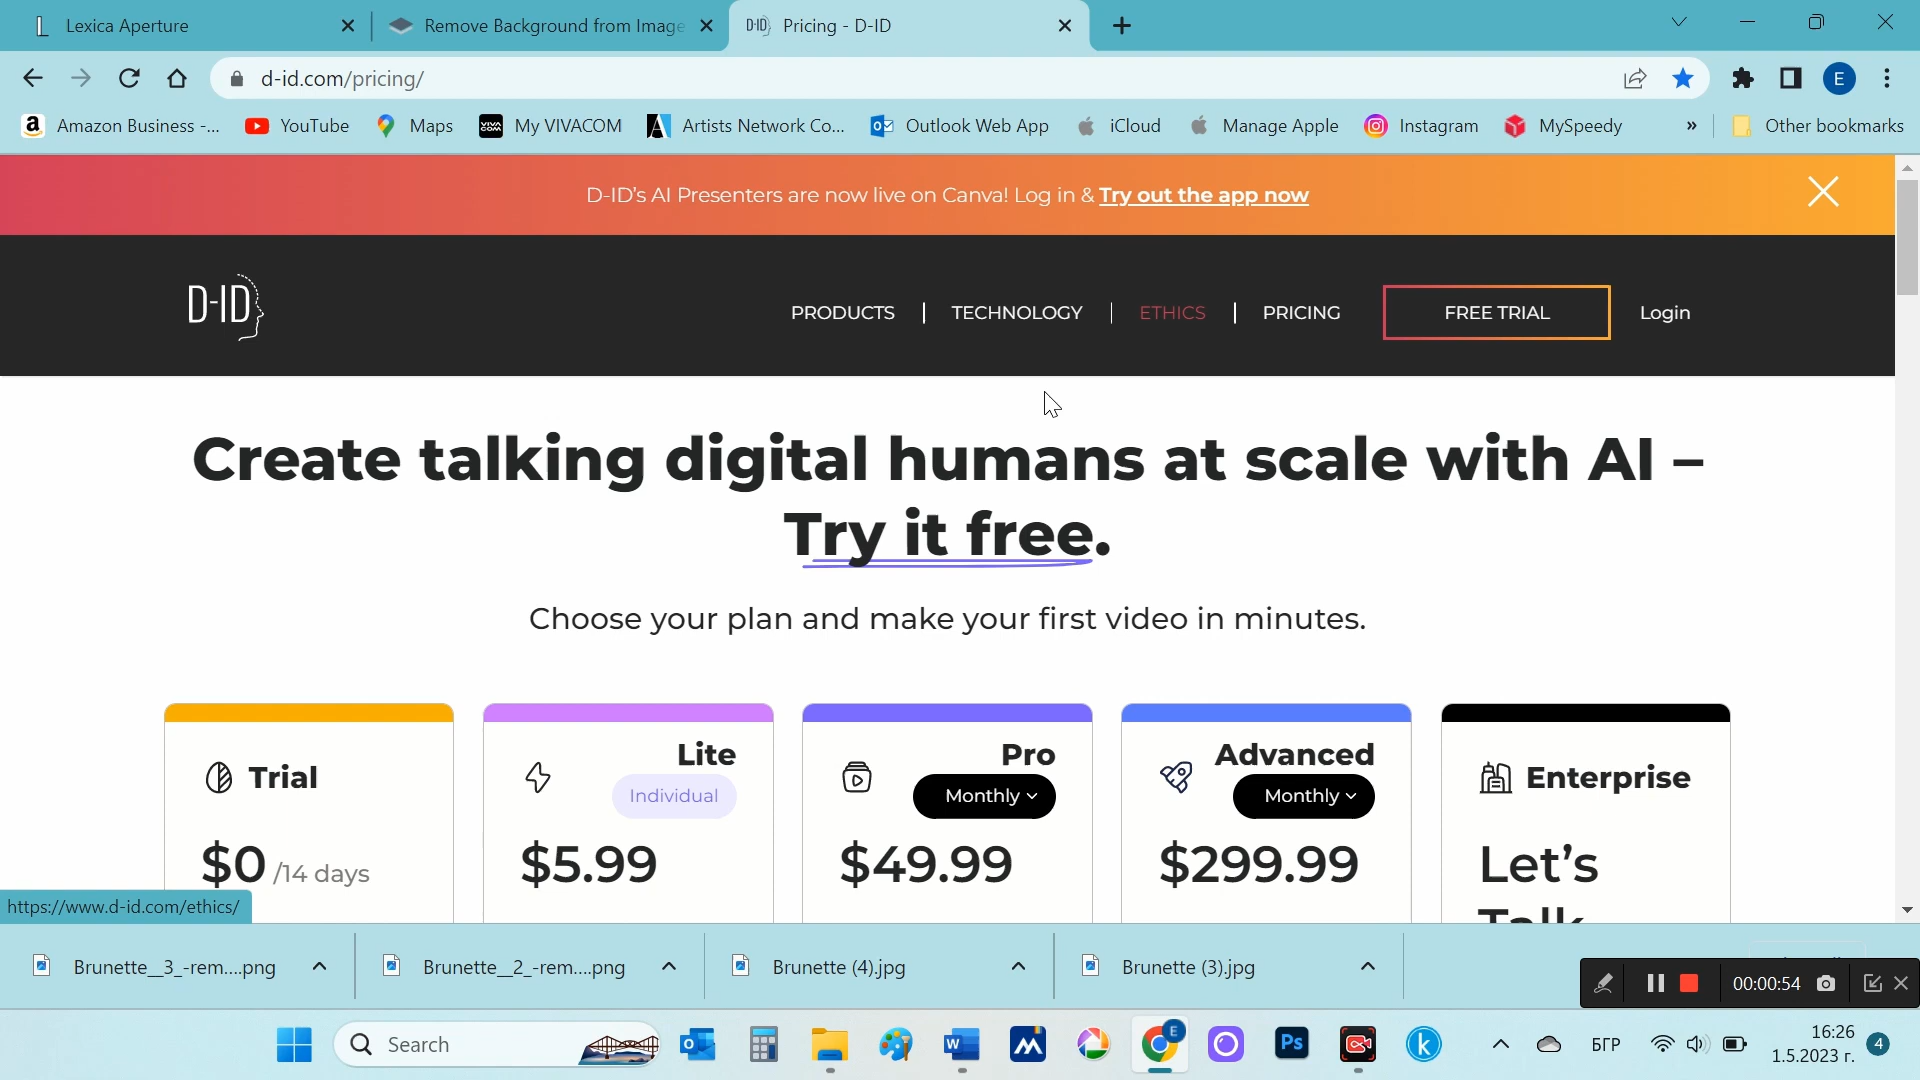 Lexica Aperture
Remove Background from Image
D-ID Pricing - D-ID
d-id.com/pricing/
E
Amazon Business -...
YouTube
Maps
My VIVACOM
Artists Network Co...
Outlook Web App
iCloud
Manage Apple
Instagram
MySpeedy
»
Other bookmarks
D-ID's AI Presenters are now live on Canva! Log in & Try out the app now
D-ID
PRODUCTS
TECHNOLOGY
ETHICS
PRICING
FREE TRIAL
Login
Create talking digital humans at scale with AI –
Try it free.
Choose your plan and make your first video in minutes.
Trial
$0 /14 days
Lite
Individual
$5.99
Pro
Monthly
$49.99
Advanced
Monthly
$299.99
Enterprise
Let's
Talk
https://www.d-id.com/ethics/
Brunette__3_-rem....png
Brunette__2_-rem....png
Brunette (4).jpg
Brunette (3).jpg
00:00:54
Search
E
Ps
БГР
16:26
1.5.2023 г.
4